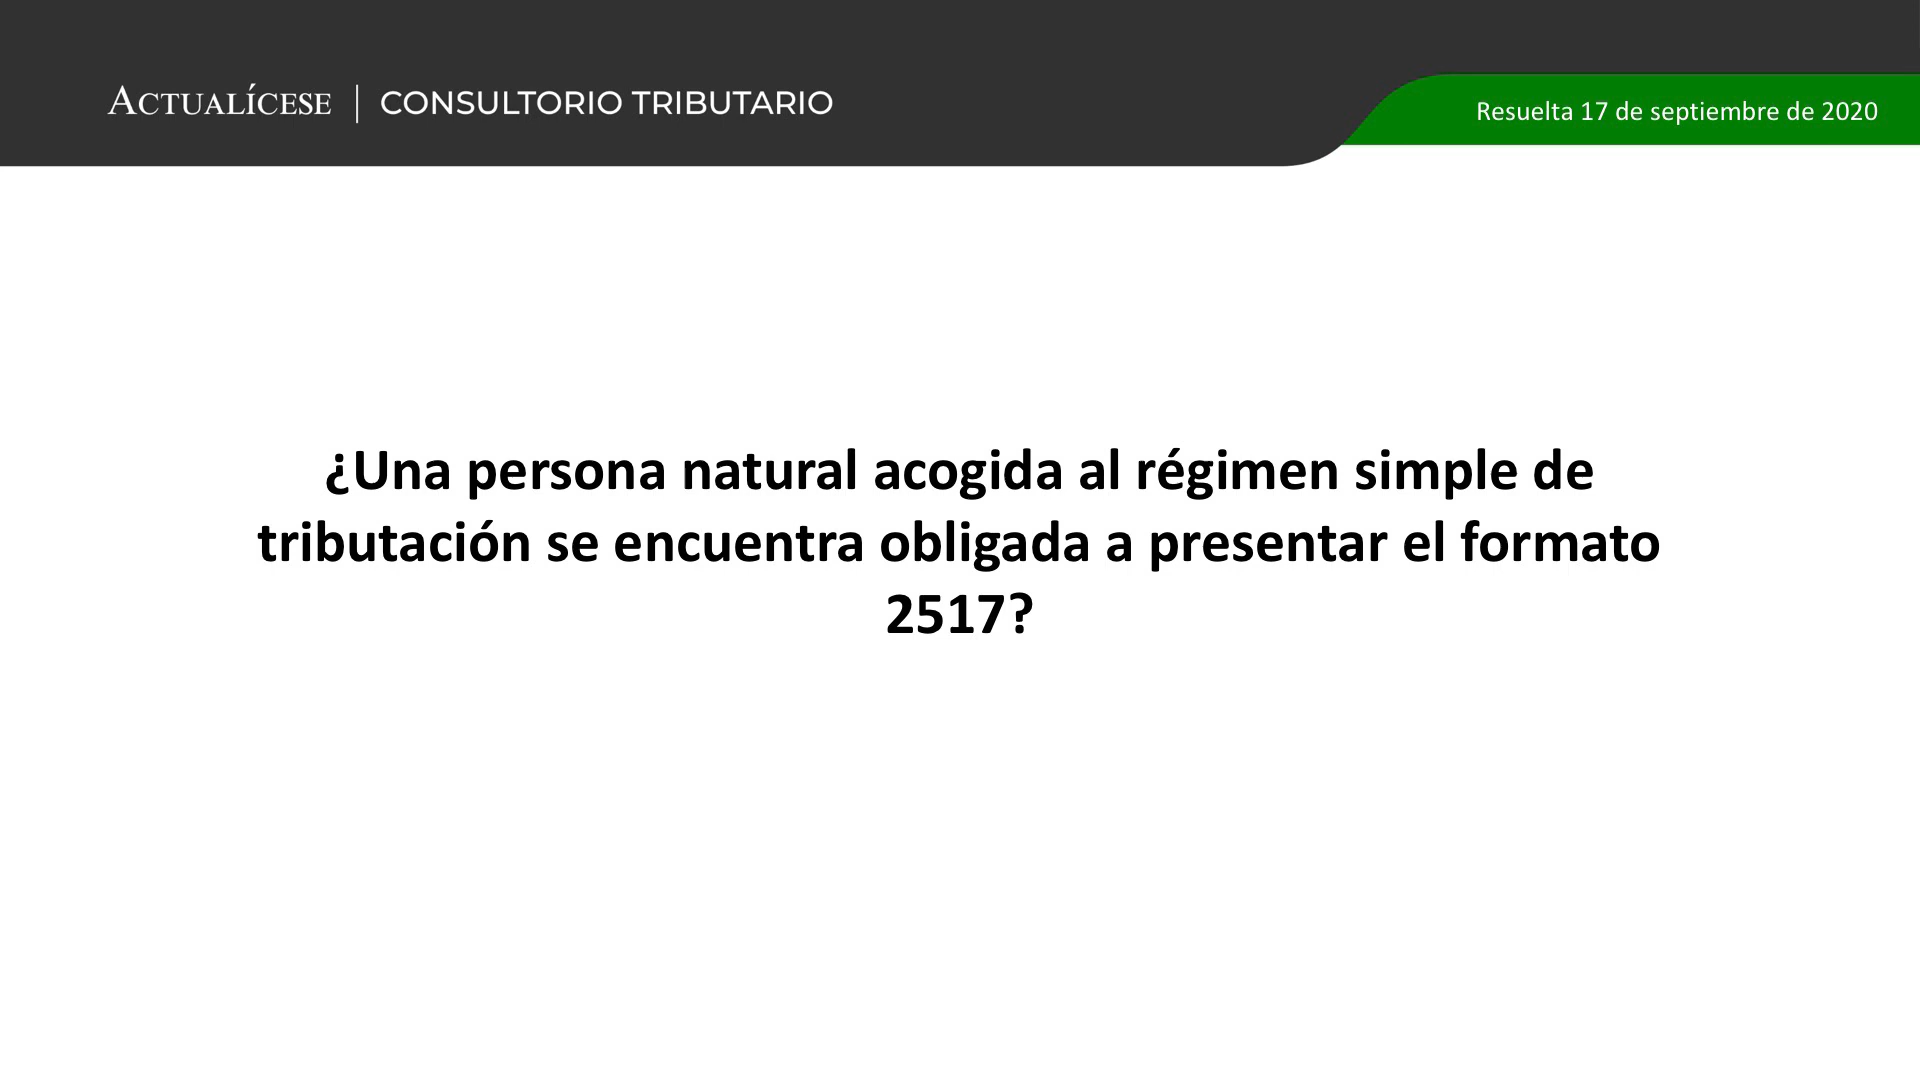 ACTUALÍCESE | CONSULTORIO TRIBUTARIO
Resuelta 17 de septiembre de 2020
¿Una persona natural acogida al régimen simple de
tributación se encuentra obligada a presentar el formato
2517?